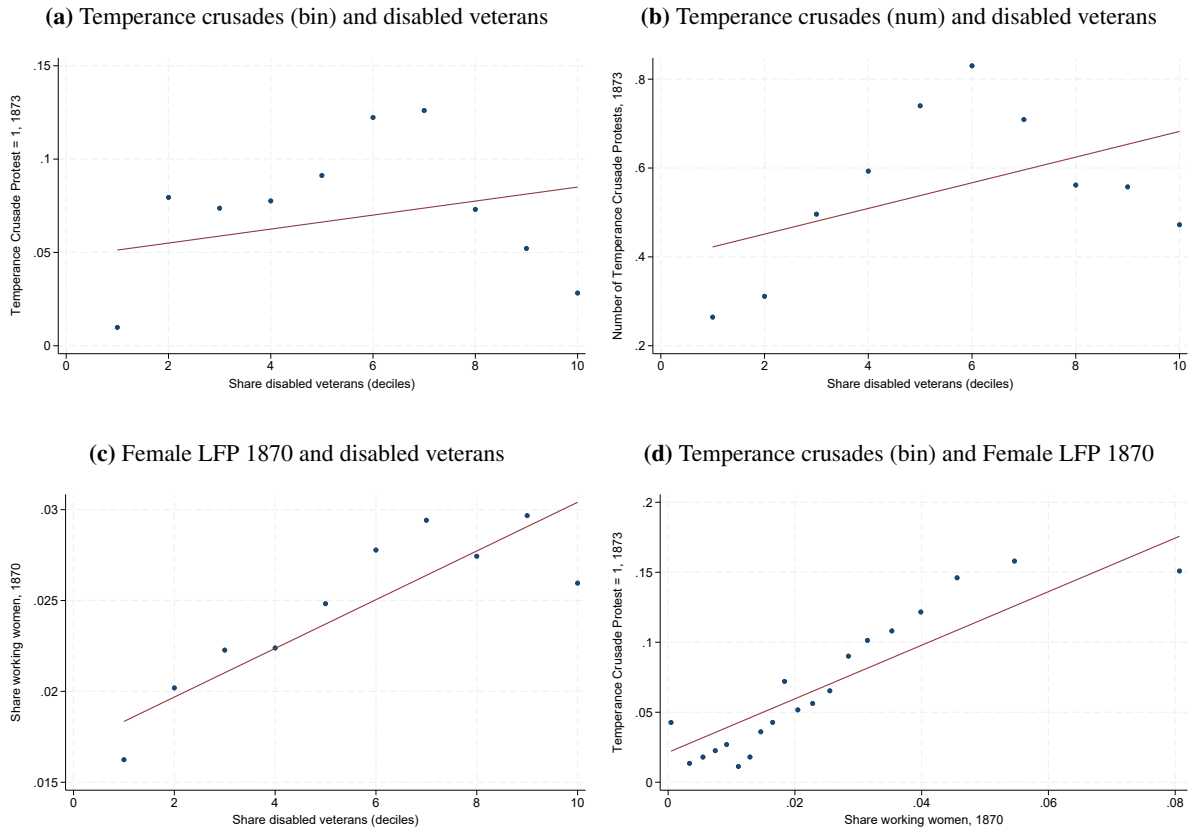 (a) Temperance crusades (bin) and disabled veterans
Temperance Crusade Protest = 1, 1873
.15
.1
.05
0
0 2 4 6 8 10
Share disabled veterans (deciles)
(b) Temperance crusades (num) and disabled veterans
Number of Temperance Crusade Protests, 1873
.8
.6
.4
.2
0 2 4 6 8 10
Share disabled veterans (deciles)
(c) Female LFP 1870 and disabled veterans
Share working women, 1870
.03
.025
.02
.015
0 2 4 6 8 10
Share disabled veterans (deciles)
(d) Temperance crusades (bin) and Female LFP 1870
Temperance Crusade Protest = 1, 1873
.2
.15
.1
.05
0
0 .02 .04 .06 .08
Share working women, 1870